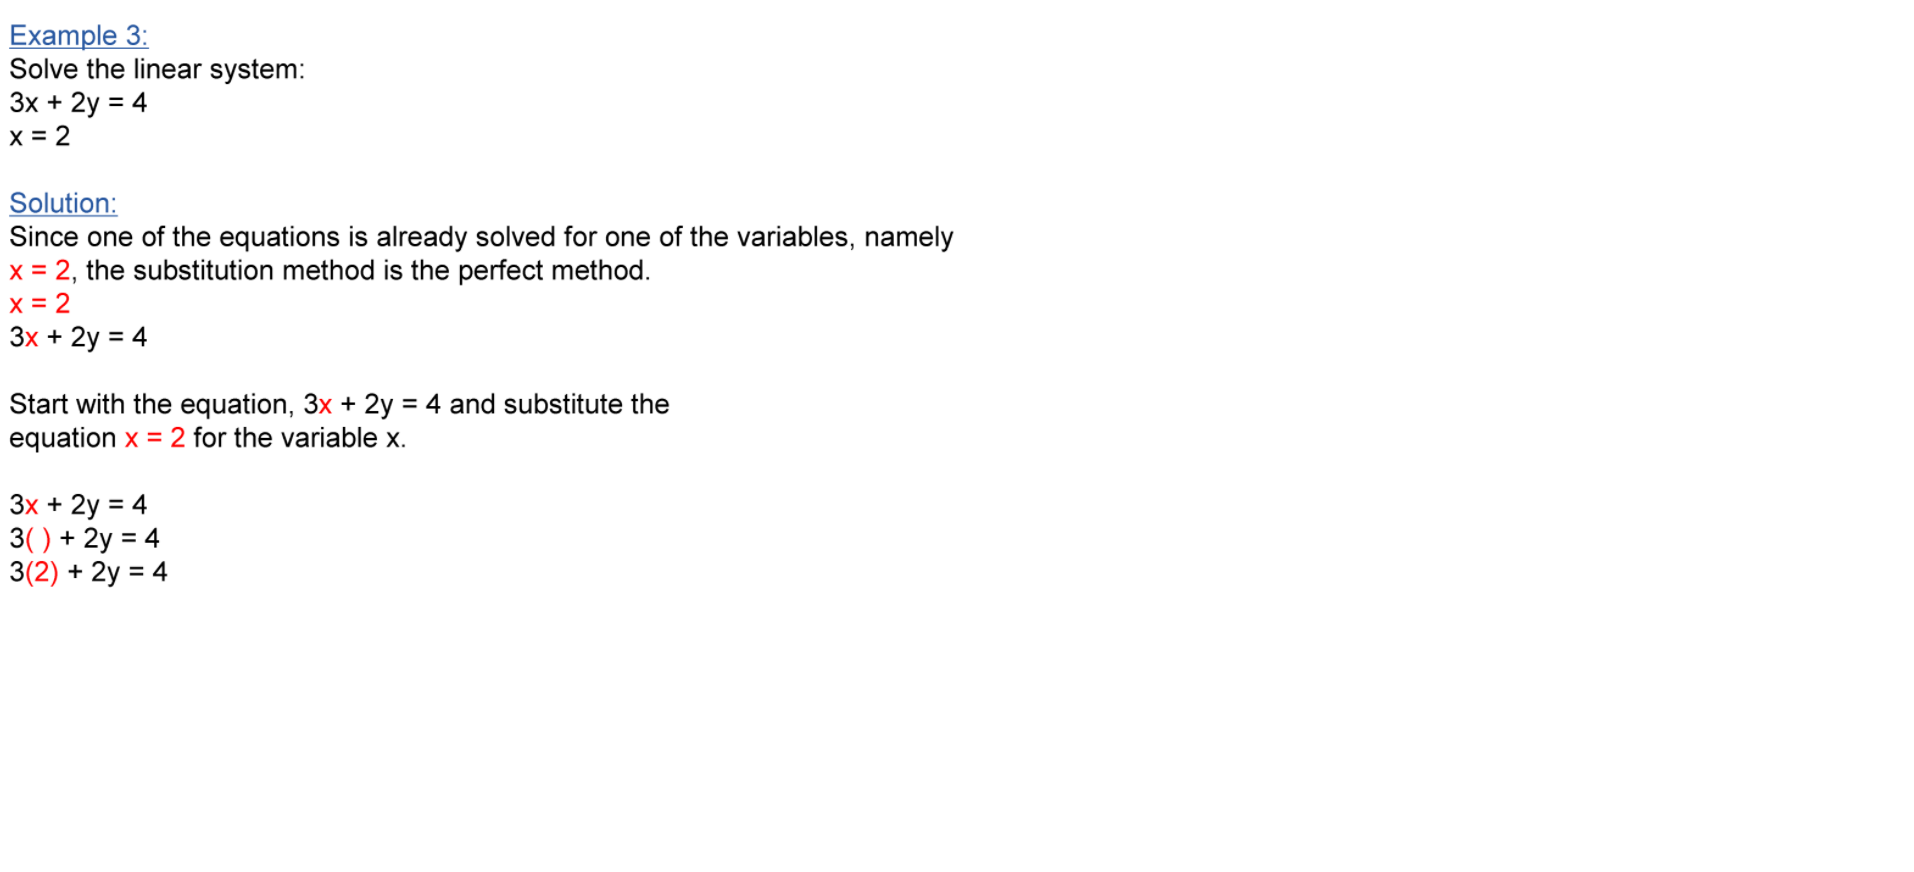 Example 3:
Solve the linear system:
3x + 2y = 4
x = 2
Solution:
Since one of the equations is already solved for one of the variables, namely
x = 2, the substitution method is the perfect method.
x = 2
3x + 2y = 4
Start with the equation, 3x + 2y = 4 and substitute the
equation x = 2 for the variable x.
3x + 2y = 4
3( ) + 2y = 4
3(2) + 2y = 4